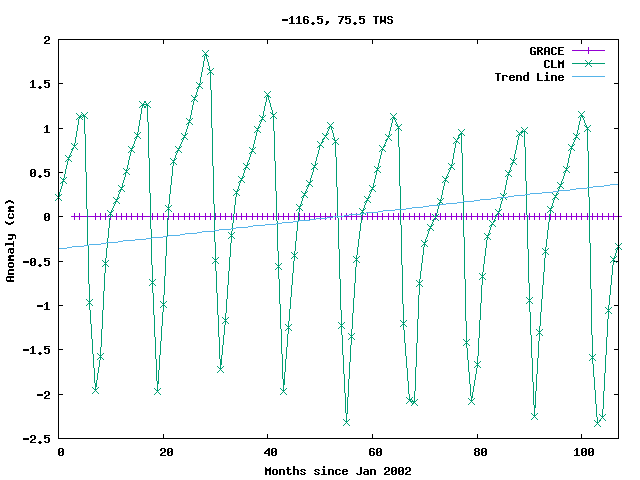 -116.5, 75.5 TWS
GRACE
CLM
Trend Line
2
1.5
1
0.5
0
-0.5
-1
-1.5
-2
-2.5
Anomaly (cm)
0 20 40 60 80 100
Months since Jan 2002